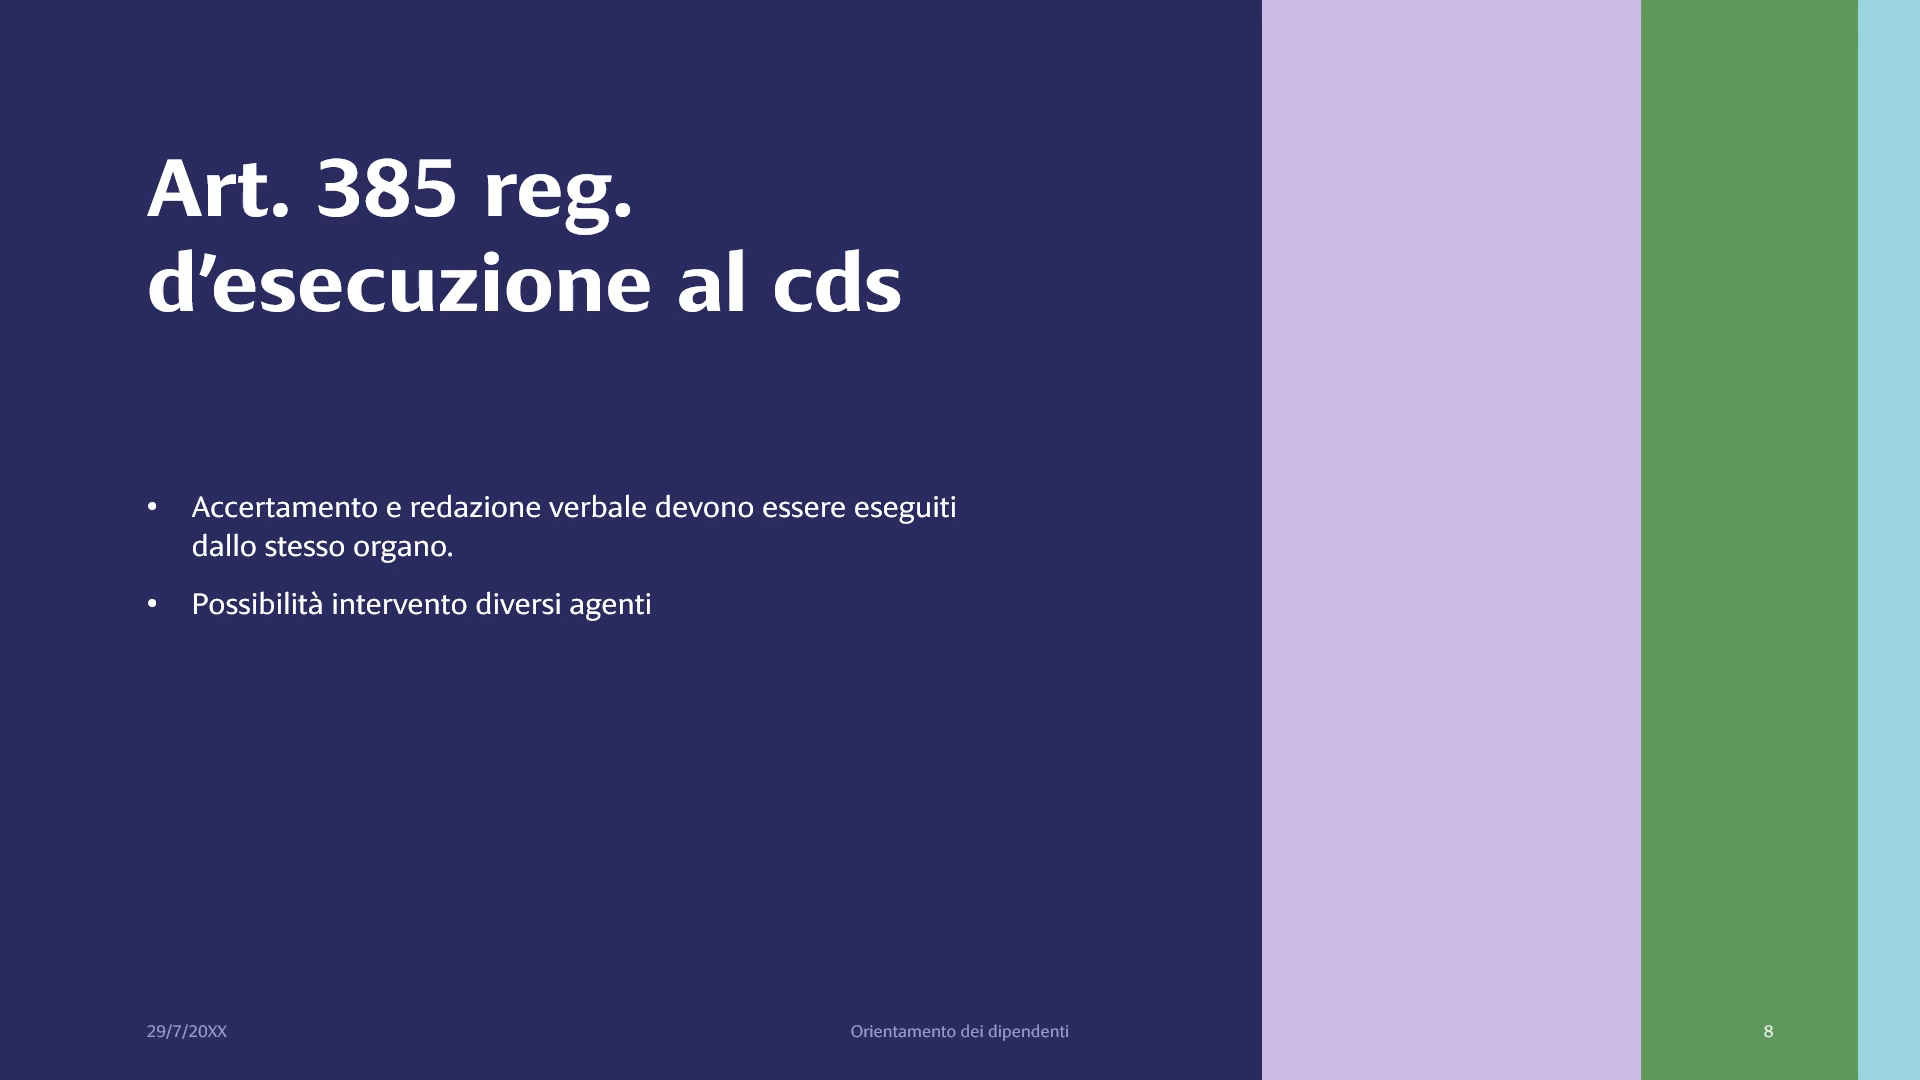 Art. 385 reg.
d’esecuzione al cds
• Accertamento e redazione verbale devono essere eseguiti
dallo stesso organo.
• Possibilità intervento diversi agenti
29/7/20XX
Orientamento dei dipendenti
8